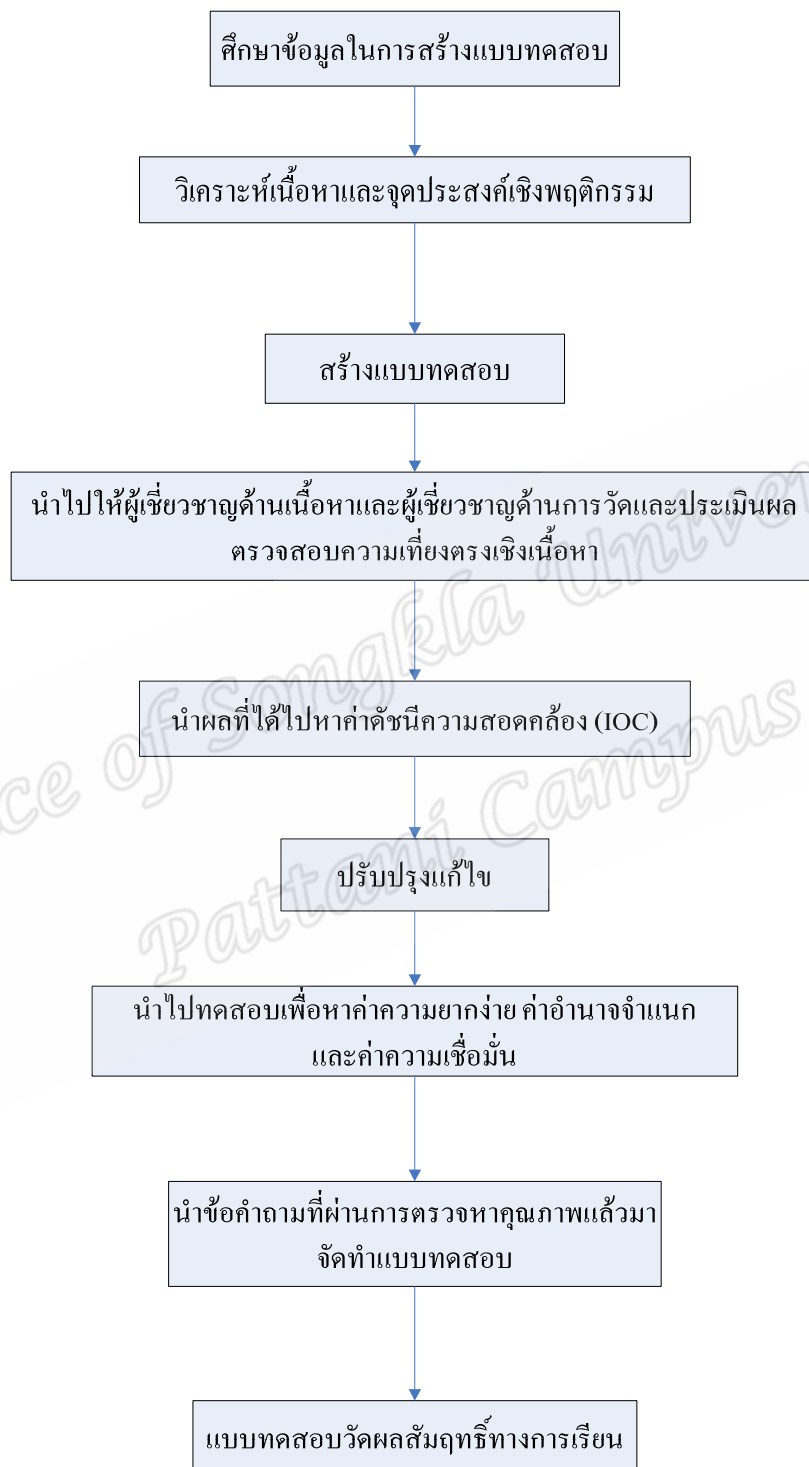 ศึกษาข้อมูลในการสร้างแบบทดสอบ
วิเคราะห์เนื้อหาและจุดประสงค์เชิงพฤติกรรม
สร้างแบบทดสอบ
นำไปให้ผู้เชี่ยวชาญด้านเนื้อหาและผู้เชี่ยวชาญด้านการวัดและประเมินผล
ตรวจสอบความเที่ยงตรงเชิงเนื้อหา
นำผลที่ได้ไปหาค่าดัชนีความสอดคล้อง (IOC)
ปรับปรุงแก้ไข
นำไปทดสอบเพื่อหาค่าความยากง่าย ค่าอำนาจจำแนก
และค่าความเชื่อมั่น
นำข้อคำถามที่ผ่านการตรวจหาคุณภาพแล้วมา
จัดทำแบบทดสอบ
แบบทดสอบวัดผลสัมฤทธิ์ทางการเรียน
of Songkla
Pattani Campus